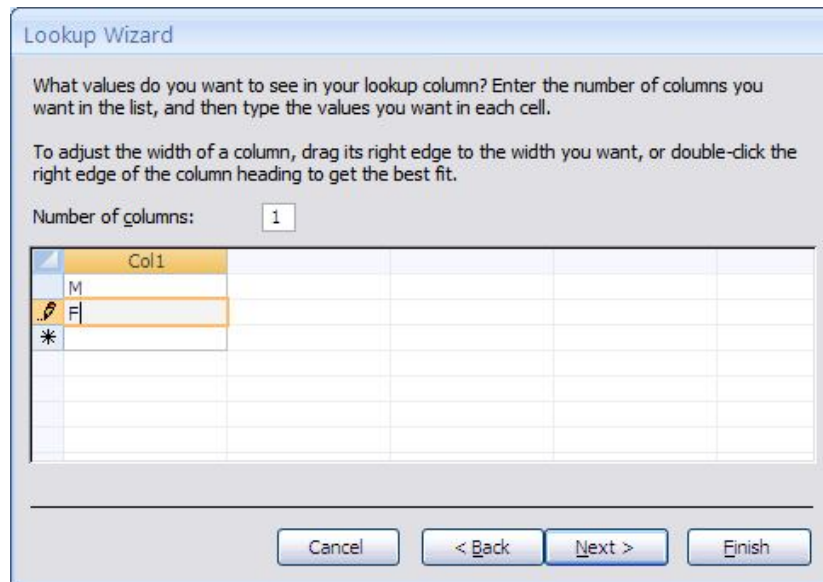 Lookup Wizard
What values do you want to see in your lookup column? Enter the number of columns you
want in the list, and then type the values you want in each cell.
To adjust the width of a column, drag its right edge to the width you want, or double-click the
right edge of the column heading to get the best fit.
Number of columns: 1
Col1
M
F
Cancel < Back Next > Finish